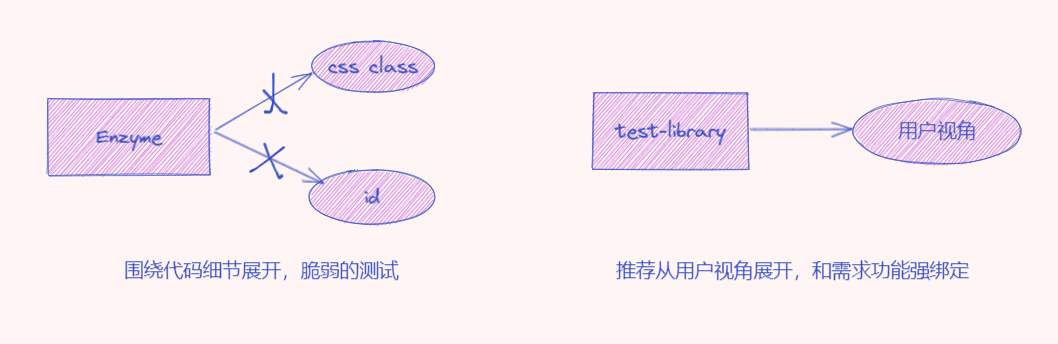 css class
Enzyme
id
围绕代码细节展开，脆弱的测试
test-library
用户视角
推荐从用户视角展开，和需求功能强绑定